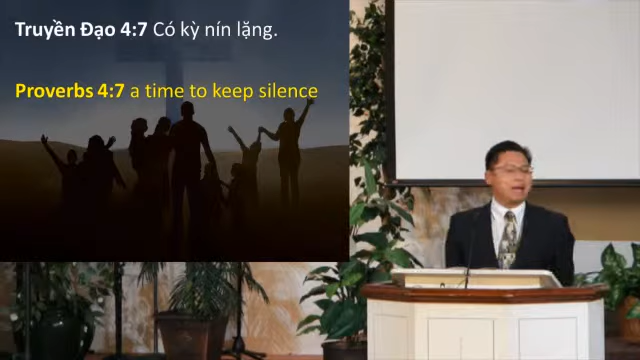 Truyền Đạo 4:7 Có kỳ nín lặng.
Proverbs 4:7 a time to keep silence